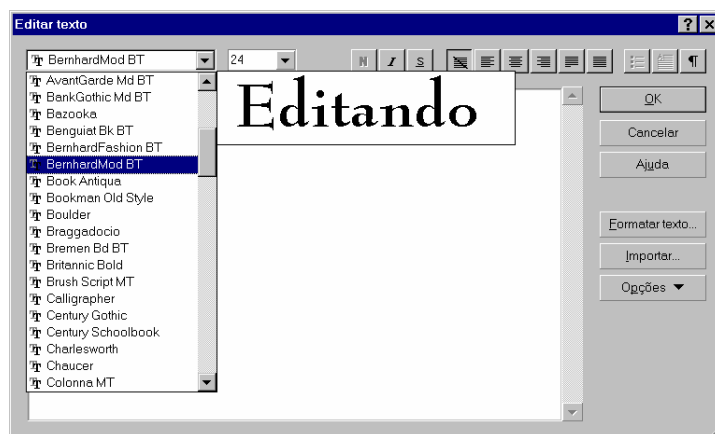 Editar texto
BernhardMod BT
24
N I S
AvantGarde Md BT
BankGothic Md BT
Bazooka
Benguiat Bk BT
BernhardFashion BT
BernhardMod BT
Book Antiqua
Bookman Old Style
Boulder
Braggadocio
Bremen Bd BT
Britannic Bold
Brush Script MT
Calligrapher
Century Gothic
Century Schoolbook
Charlesworth
Chaucer
Colonna MT
Editando
OK
Cancelar
Ajuda
Formatar texto...
Importar...
Opções